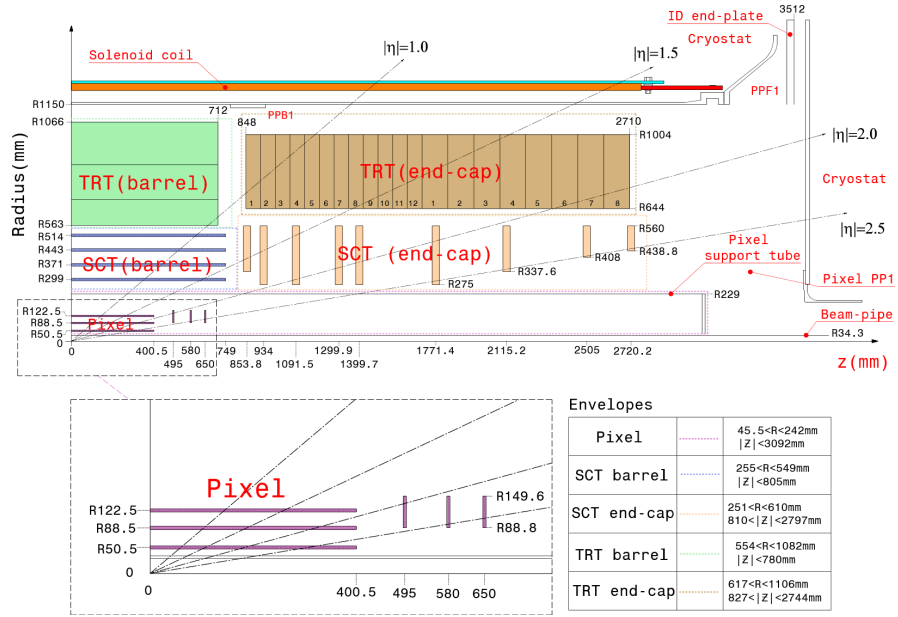 3512
ID end-plate
Cryostat
|η|=1.0
|η|=1.5
Solenoid coil
PPF1
R1150
712
PPB1
R1066
848
2710
R1004
|η|=2.0
TRT(barrel)
TRT(end-cap)
Cryostat
1 2 3 4 5 6 7 8 9 10 11 12 1 2 3 4 5 6 7 8
R644
Radius(mm)
R563
R514
R443
R371
R299
SCT(barrel)
SCT (end-cap)
R560
R438.8
R408
R337.6
R275
|η|=2.5
Pixel
support tube
Pixel PP1
R229
R122.5
R88.5
R50.5
Pixel
Beam-pipe
R34.3
0
0
400.5 580 749 934 1299.9 1771.4 2115.2 2505 2720.2
495 650 853.8 1091.5 1399.7
z(mm)
Pixel
R122.5
R88.5
R50.5
0
R149.6
R88.8
0
400.5 495 580 650
Envelopes
Pixel 45.5<R<242mm
|Z|<3092mm
SCT barrel 255<R<549mm
|Z|<805mm
SCT end-cap 251<R<610mm
810<|Z|<2797mm
TRT barrel 554<R<1082mm
|Z|<780mm
TRT end-cap 617<R<1106mm
827<|Z|<2744mm